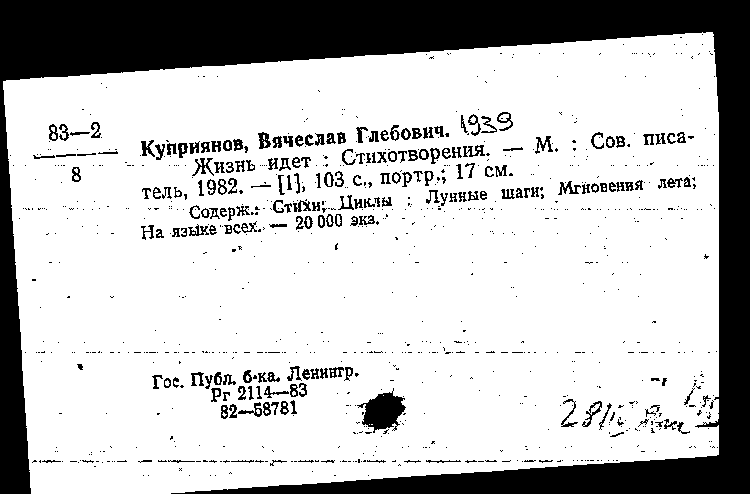 83—2
8
Куприянов, Вячеслав Глебович. 1939
Жизнь идет : Стихотворения. — М. : Сов. писа-
тель, 1982. — [1], 103 с., портр.; 17 см.
Содерж.: Стихи; Циклы : Лунные шаги; Мгновения лета;
На языке всех. — 20 000 экз.
Гос. Публ. б-ка. Ленингр.
Рг 2114—83
82—58781
28/IV